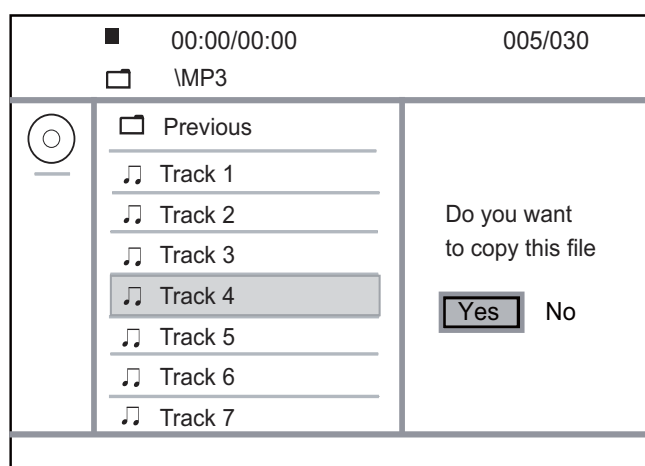 00:00/00:00 005/030
\MP3
Previous
Track 1
Track 2
Track 3
Track 4
Track 5
Track 6
Track 7
Do you want
to copy this file
Yes No